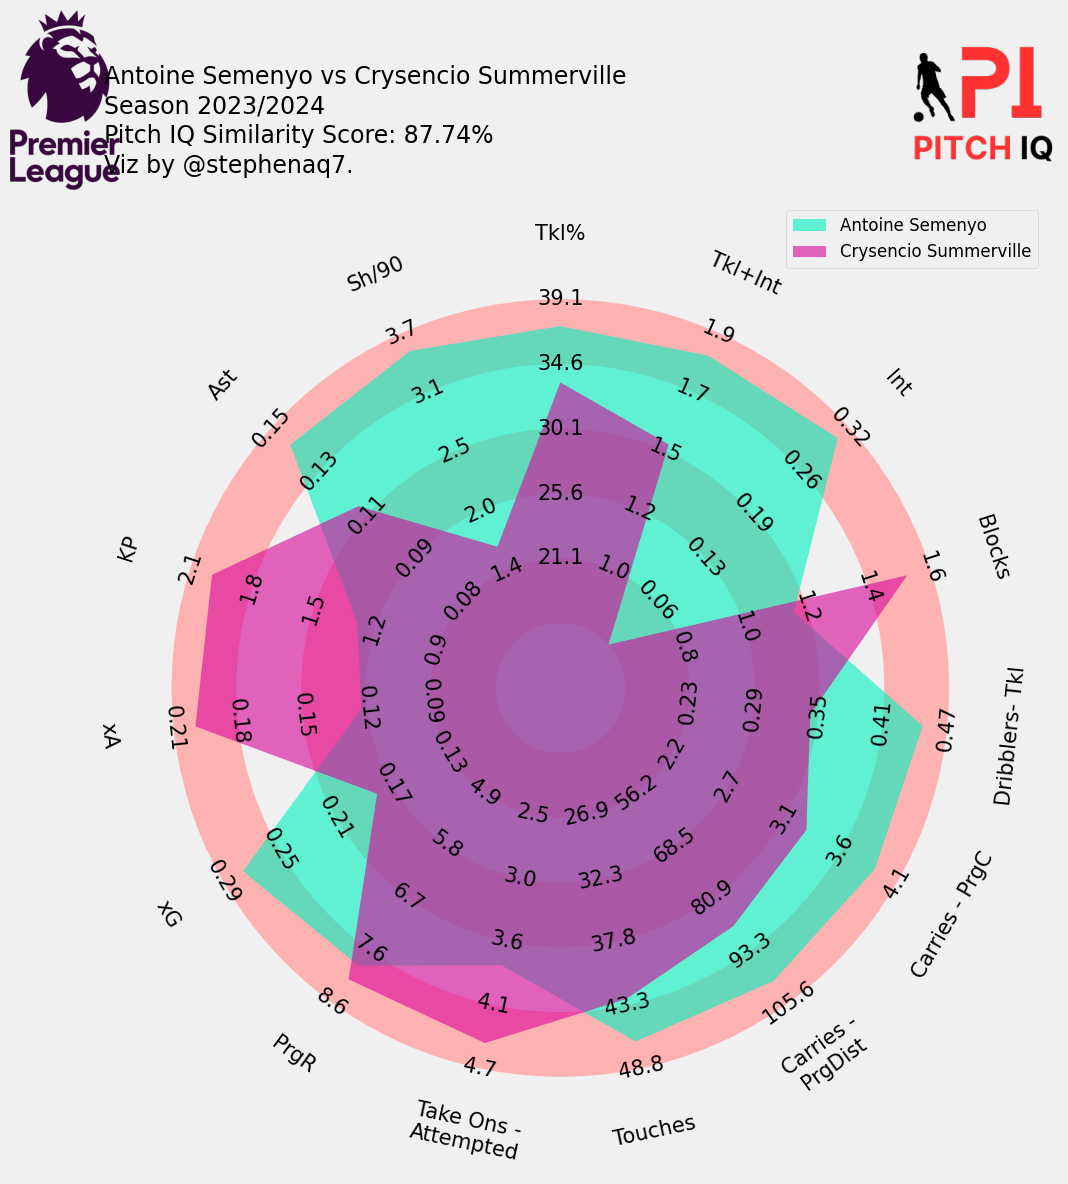 Antoine Semenyo vs Crysencio Summerville
Season 2023/2024
Pitch IQ Similarity Score: 87.74%
Viz by @stephenaq7.
Premier
League
PI
PITCH IQ
Antoine Semenyo
Crysencio Summerville
Tkl%
39.1
34.6
30.1
25.6
21.1
Tkl+Int
1.9
1.7
1.5
1.2
1.0
Int
0.32
0.26
0.19
0.13
0.06
Blocks
1.6
1.4
1.2
1.0
0.8
Dribblers- Tkl
0.47
0.41
0.35
0.29
0.23
Carries - PrgC
4.1
3.6
3.1
2.7
2.2
Carries -
PrgDist
105.6
93.3
80.9
68.5
56.2
Touches
48.8
43.3
37.8
32.3
26.9
Take Ons -
Attempted
4.7
4.1
3.6
3.0
2.5
PrgR
8.6
7.6
6.7
5.8
4.9
xG
0.29
0.25
0.21
0.17
0.13
xA
0.21
0.18
0.15
0.12
0.09
KP
2.1
1.8
1.5
1.2
0.9
Ast
0.15
0.13
0.11
0.09
0.08
Sh/90
3.7
3.1
2.5
2.0
1.4